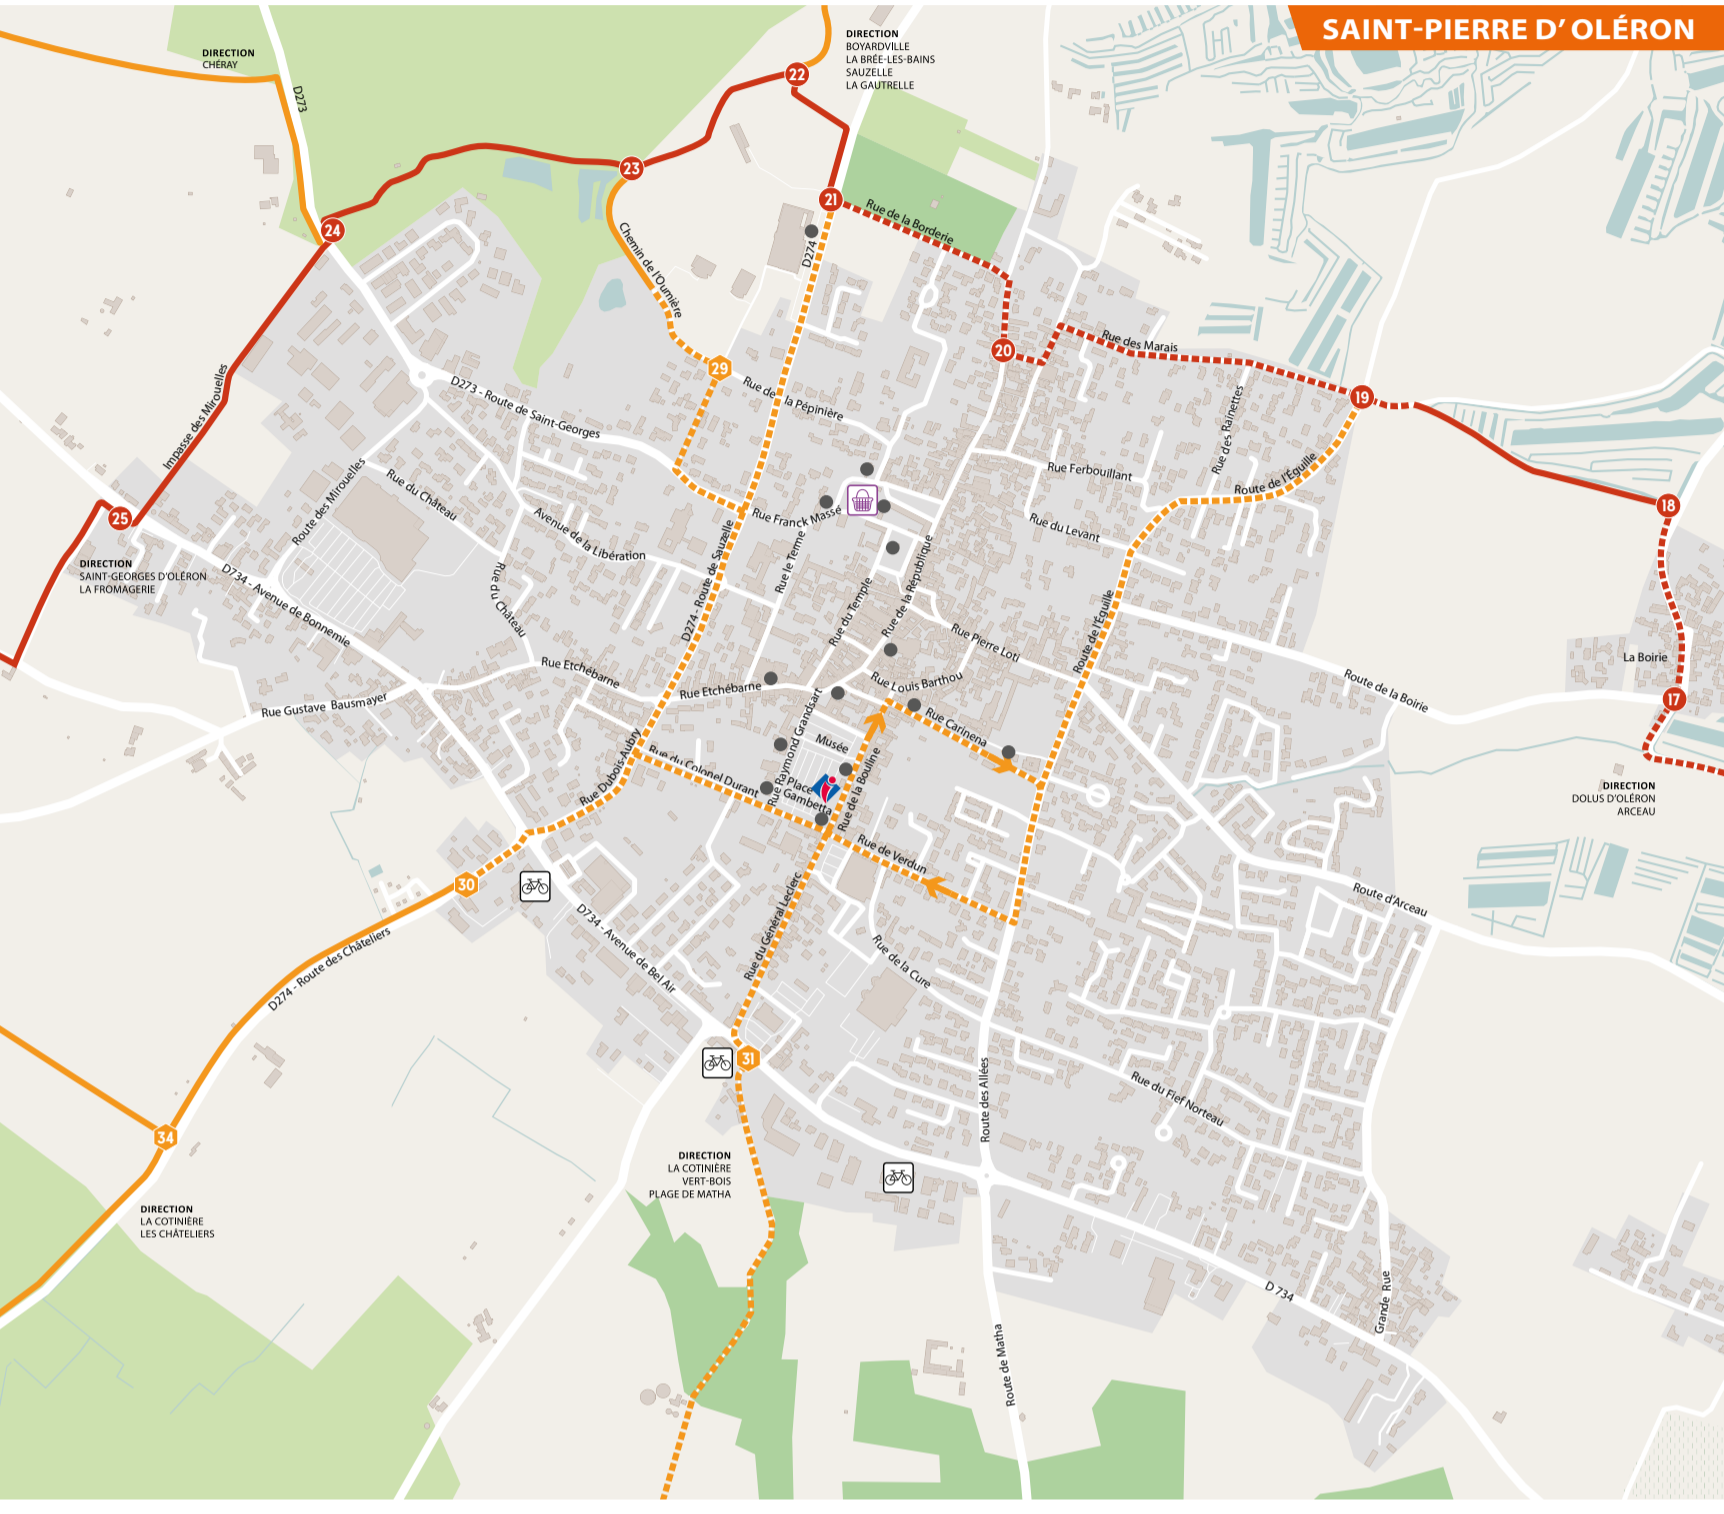 SAINT-PIERRE D' OLÉRON
DIRECTION
CHÉRAY
DIRECTION
BOYARDVILLE
LA BRÉE-LES-BAINS
SAUZELLE
LA GAUTRELLE
D273
22
23
21
24
Rue de la Borderie
Chemin de l'Oumière
D274
20
Rue des Marais
29
19
Rue de la Pépinière
D273 - Route de Saint-Georges
Impasse des Mirouelles
Rue des Rainettes
Rue Ferbouillant
Route de l'Éguille
18
Route des Mirouelles
Rue du Château
25
Rue Franck Massé
Avenue de la Libération
Rue du Levant
Rue le Terme
D274 - Route de Sauzelle
Rue de la République
DIRECTION
SAINT-GEORGES D'OLÉRON
LA FROMAGERIE
D734 - Avenue de Bonnemie
Rue du Château
Rue du Temple
Route de l'Éguille
Rue Pierre Loti
La Boirie
Rue Etchébarne
Rue Etchébarne
Rue Louis Barthou
Route de la Boirie
17
Rue Gustave Bausmayer
Rue Raymond Grandsart
Rue Carinena
Musée
Rue du Colonel Durant
Rue Dubois-Aubry
Place
Gambetta
Rue de la Bouline
DIRECTION
DOLUS D'OLÉRON
ARCEAU
Rue de Verdun
30
Route d'Arceau
D734 - Avenue de Bel Air
Rue du Général Leclerc
D274 - Route des Châteliers
Rue de la Cure
31
Route des Allées
Rue du Fief Norteau
34
DIRECTION
LA COTINIÈRE
VERT-BOIS
PLAGE DE MATHA
DIRECTION
LA COTINIÈRE
LES CHÂTELIERS
D 734
Grande Rue
Route de Matha